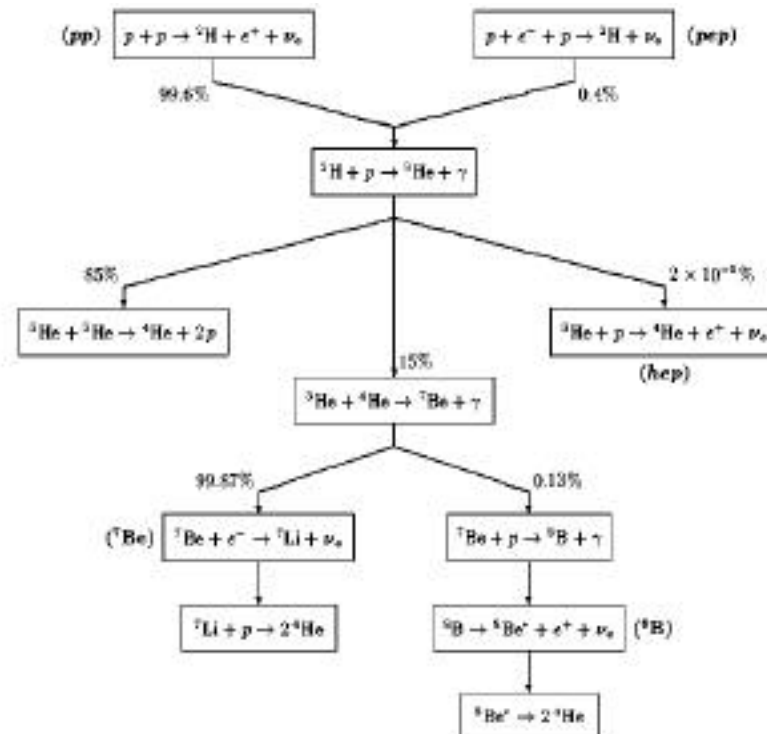 (pp) p + p → ²H + e⁺ + νₑ
p + e⁻ + p → ²H + νₑ (pep)
99.6%
0.4%
²H + p → ³He + γ
85%
2 × 10⁻⁵%
³He + ³He → ⁴He + 2p
³He + p → ⁴He + e⁺ + νₑ
(hep)
15%
³He + ⁴He → ⁷Be + γ
99.87%
0.13%
(⁷Be) ⁷Be + e⁻ → ⁷Li + νₑ
⁷Be + p → ⁸B + γ
⁷Li + p → 2 ⁴He
⁸B → ⁸Be* + e⁺ + νₑ (⁸B)
⁸Be* → 2 ⁴He